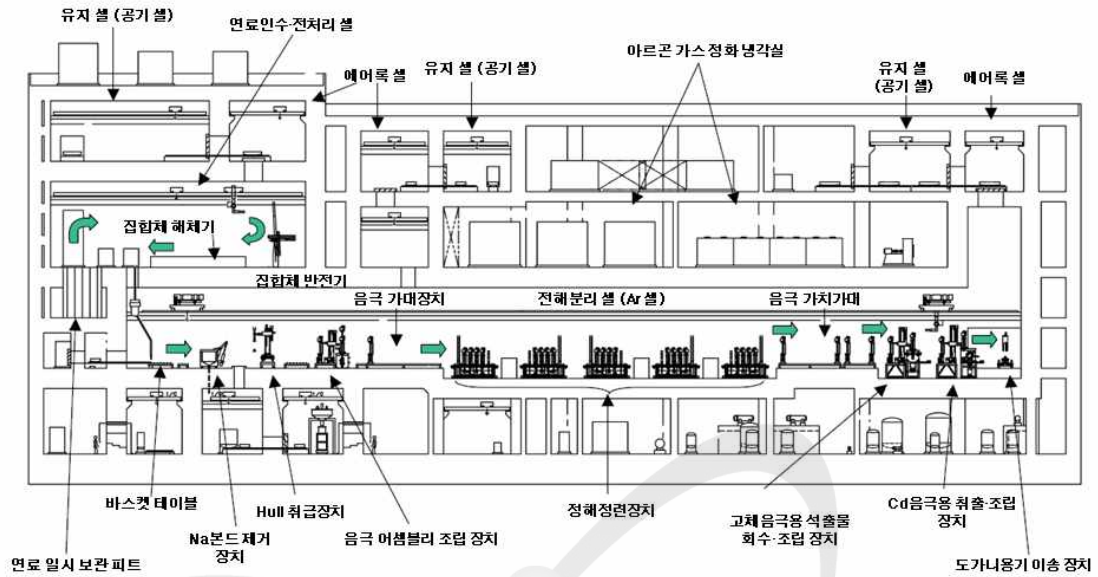 유지 셀 (공기 셀)
연료인수·전처리 셀
에어록 셀
유지 셀 (공기 셀)
아르곤 가스 정화 냉각실
유지 셀
(공기 셀)
에어록 셀
집합체 해체기
집합체 반전기
음극 가대장치
전해분리 셀 (Ar 셀)
음극 가치가대
바스켓 테이블
Na본드 제거
장치
Hull 취급장치
음극 어셈블리 조립 장치
정해정련장치
고체 음극용 석출물
회수·조립 장치
Cd음극용 취출·조립
장치
연료 일시 보관 피트
도가니용기 이송 장치